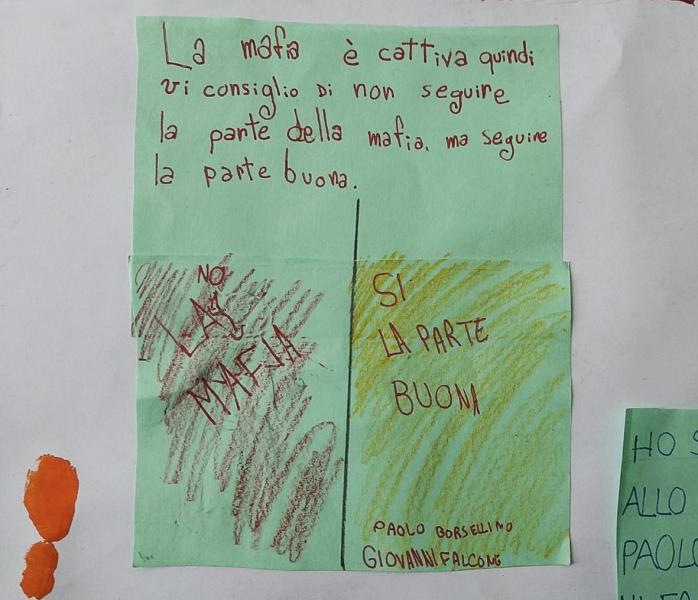 La mafia è cattiva quindi
vi consiglio di non seguire
la parte della mafia, ma seguire
la parte buona.
NO
LA
MAFIA
SI
LA PARTE
BUONA
PAOLO BORSELLINO
GIOVANNI FALCONE
HO
ALLO
PAOLO